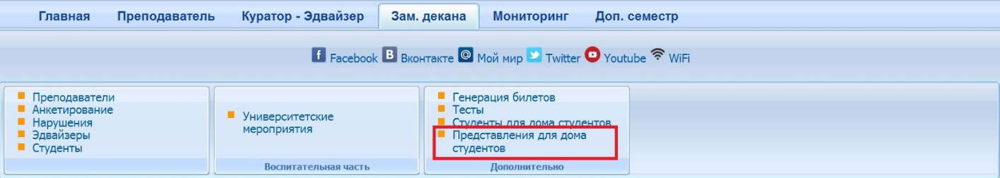 Главная Преподаватель Куратор - Эдвайзер Зам. декана Мониторинг Доп. семестр
Facebook Вконтакте Мой мир Twitter Youtube WiFi
Преподаватели
Анкетирование
Нарушения
Эдвайзеры
Студенты
Университетские
мероприятия
Воспитательная часть
Генерация билетов
Тесты
Студенты для дома студентов
Представления для дома
студентов
Дополнительно